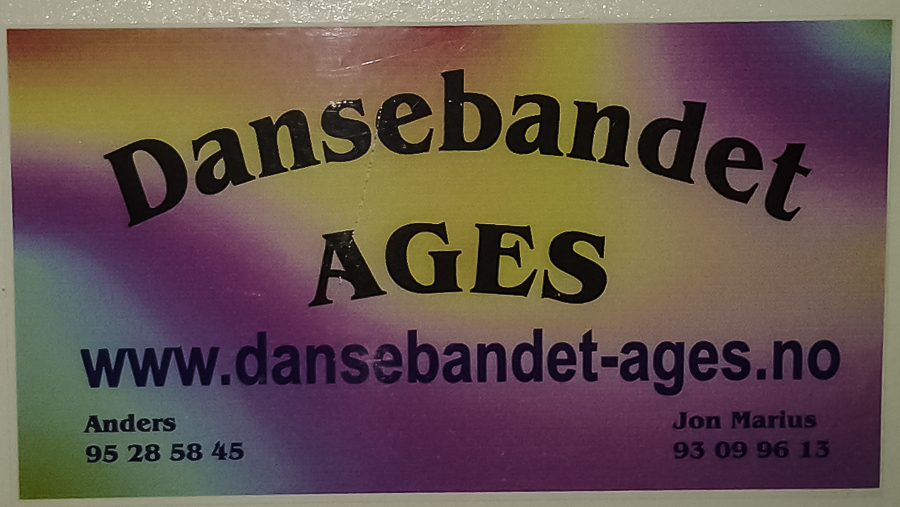 Dansebandet
AGES
www.dansebandet-ages.no
Anders
95 28 58 45
Jon Marius
93 09 96 13